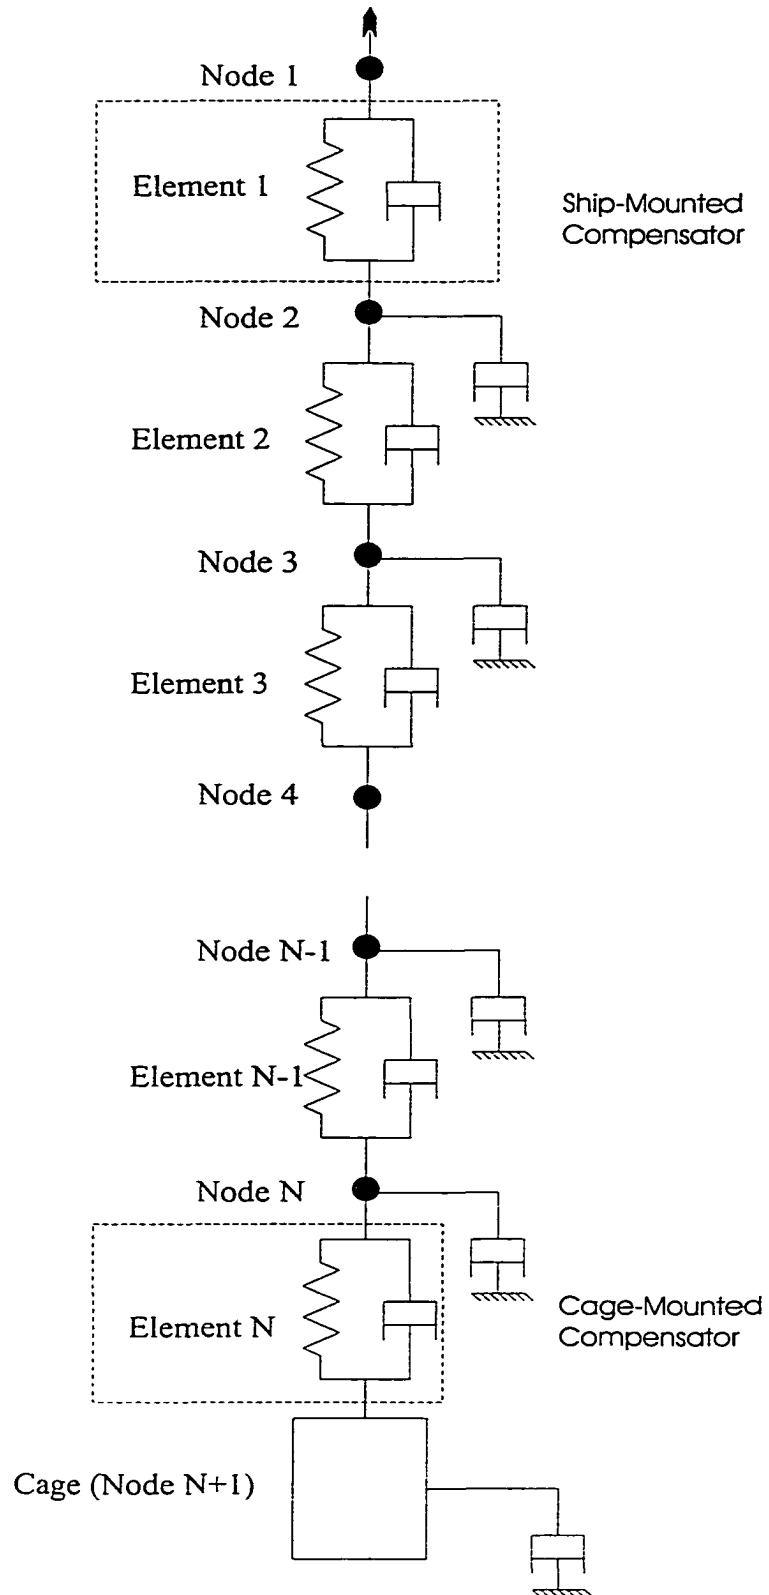 Node 1
Element 1
Ship-Mounted
Compensator
Node 2
Element 2
Node 3
Element 3
Node 4
Node N-1
Element N-1
Node N
Element N
Cage-Mounted
Compensator
Cage (Node N+1)